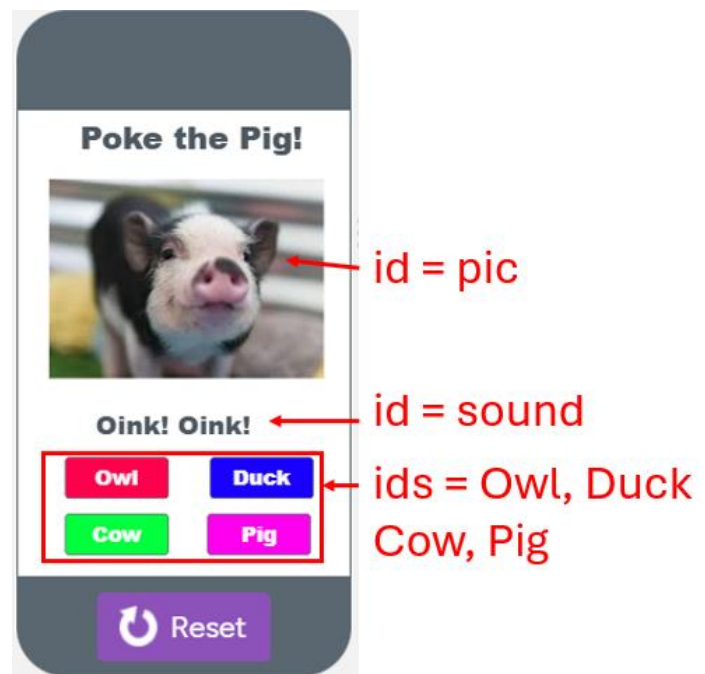 Poke the Pig!
id = pic
Oink! Oink!
id = sound
Owl Duck
Cow Pig
ids = Owl, Duck
Cow, Pig
Reset